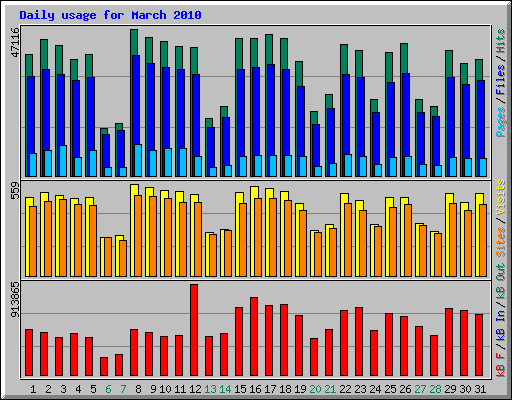 Daily usage for March 2010
47116
Pages / Files / Hits
559
Sites / Visits
913865
kB F / kB In / kB Out
1 2 3 4 5 6 7 8 9 10 11 12 13 14 15 16 17 18 19 20 21 22 23 24 25 26 27 28 29 30 31